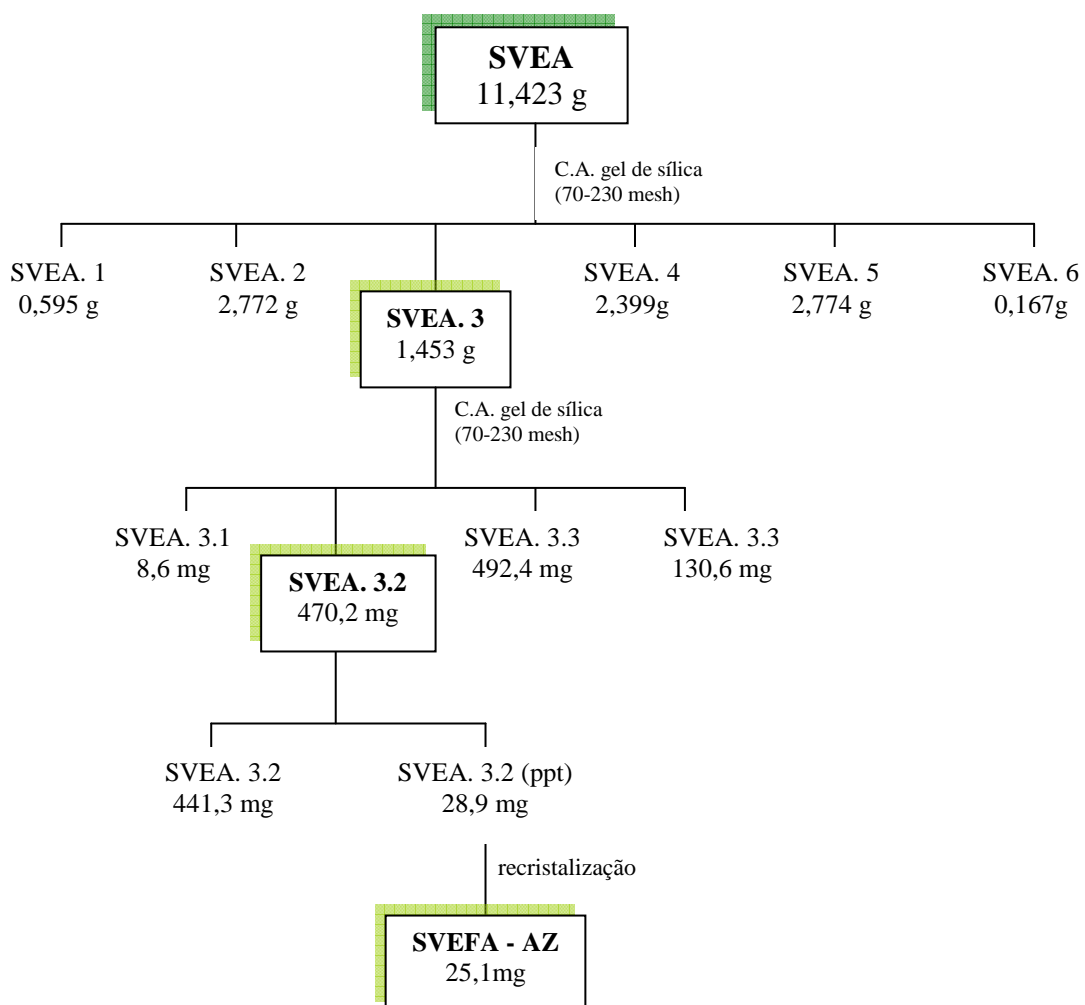 SVEA
11,423 g
C.A. gel de sílica
(70-230 mesh)
SVEA. 1
0,595 g
SVEA. 2
2,772 g
SVEA. 3
1,453 g
SVEA. 4
2,399g
SVEA. 5
2,774 g
SVEA. 6
0,167g
C.A. gel de sílica
(70-230 mesh)
SVEA. 3.1
8,6 mg
SVEA. 3.2
470,2 mg
SVEA. 3.3
492,4 mg
SVEA. 3.3
130,6 mg
SVEA. 3.2
441,3 mg
SVEA. 3.2 (ppt)
28,9 mg
recristalização
SVEFA - AZ
25,1mg